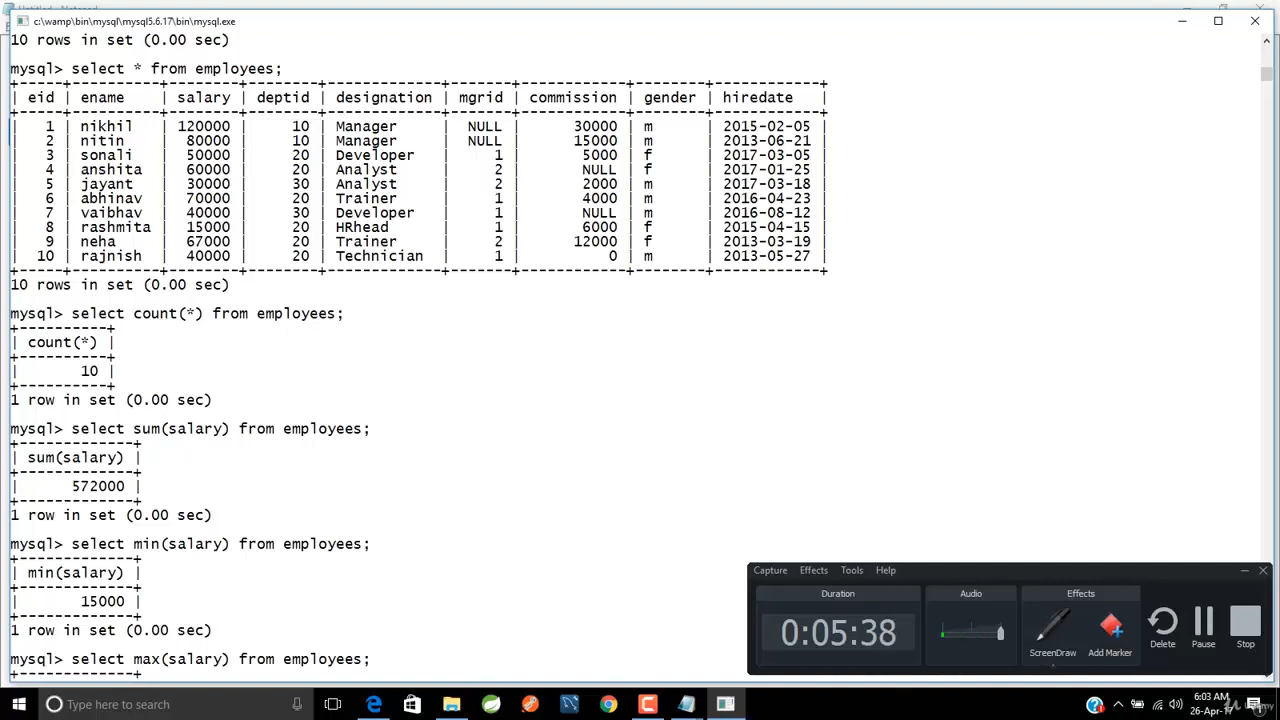 Untitled - Notepad
c:\wamp\bin\mysql\mysql5.6.17\bin\mysql.exe
10 rows in set (0.00 sec)
mysql> select * from employees;
+------+----------+--------+--------+-------------+-------+------------+--------+------------+
| eid | ename | salary | deptid | designation | mgrid | commission | gender | hiredate |
+------+----------+--------+--------+-------------+-------+------------+--------+------------+
| 1 | nikhil | 120000 | 10 | Manager | NULL | 30000 | m | 2015-02-05 |
| 2 | nitin | 80000 | 10 | Manager | NULL | 15000 | m | 2013-06-21 |
| 3 | sonali | 50000 | 20 | Developer | 1 | 5000 | f | 2017-03-05 |
| 4 | anshita | 60000 | 20 | Analyst | 2 | NULL | f | 2017-01-25 |
| 5 | jayant | 30000 | 30 | Analyst | 2 | 2000 | m | 2017-03-18 |
| 6 | abhinav | 70000 | 20 | Trainer | 1 | 4000 | m | 2016-04-23 |
| 7 | vaibhav | 40000 | 30 | Developer | 1 | NULL | m | 2016-08-12 |
| 8 | rashmita | 15000 | 20 | HRhead | 1 | 6000 | f | 2015-04-15 |
| 9 | neha | 67000 | 20 | Trainer | 2 | 12000 | f | 2013-03-19 |
| 10 | rajnish | 40000 | 20 | Technician | 1 | 0 | m | 2013-05-27 |
+------+----------+--------+--------+-------------+-------+------------+--------+------------+
10 rows in set (0.00 sec)
mysql> select count(*) from employees;
+----------+
| count(*) |
+----------+
| 10 |
+----------+
1 row in set (0.00 sec)
mysql> select sum(salary) from employees;
+-------------+
| sum(salary) |
+-------------+
| 572000 |
+-------------+
1 row in set (0.00 sec)
mysql> select min(salary) from employees;
+-------------+
| min(salary) |
+-------------+
| 15000 |
+-------------+
1 row in set (0.00 sec)
mysql> select max(salary) from employees;
+-------------+
Capture Effects Tools Help
Duration Audio Effects
0:05:38
ScreenDraw Add Marker Delete Pause Stop
Type here to search
6:03 AM
26-Apr-17
Udemy